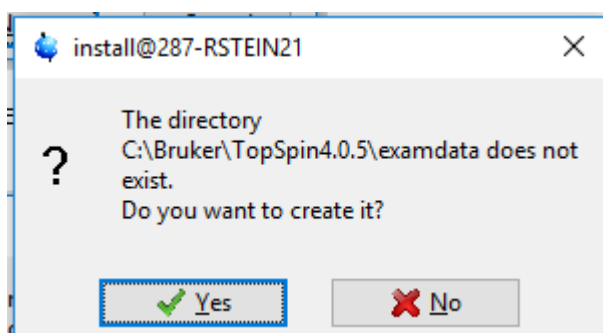 install@287-RSTEIN21
The directory
C:\Bruker\TopSpin4.0.5\examdata does not
exist.
Do you want to create it?
?
Yes
No